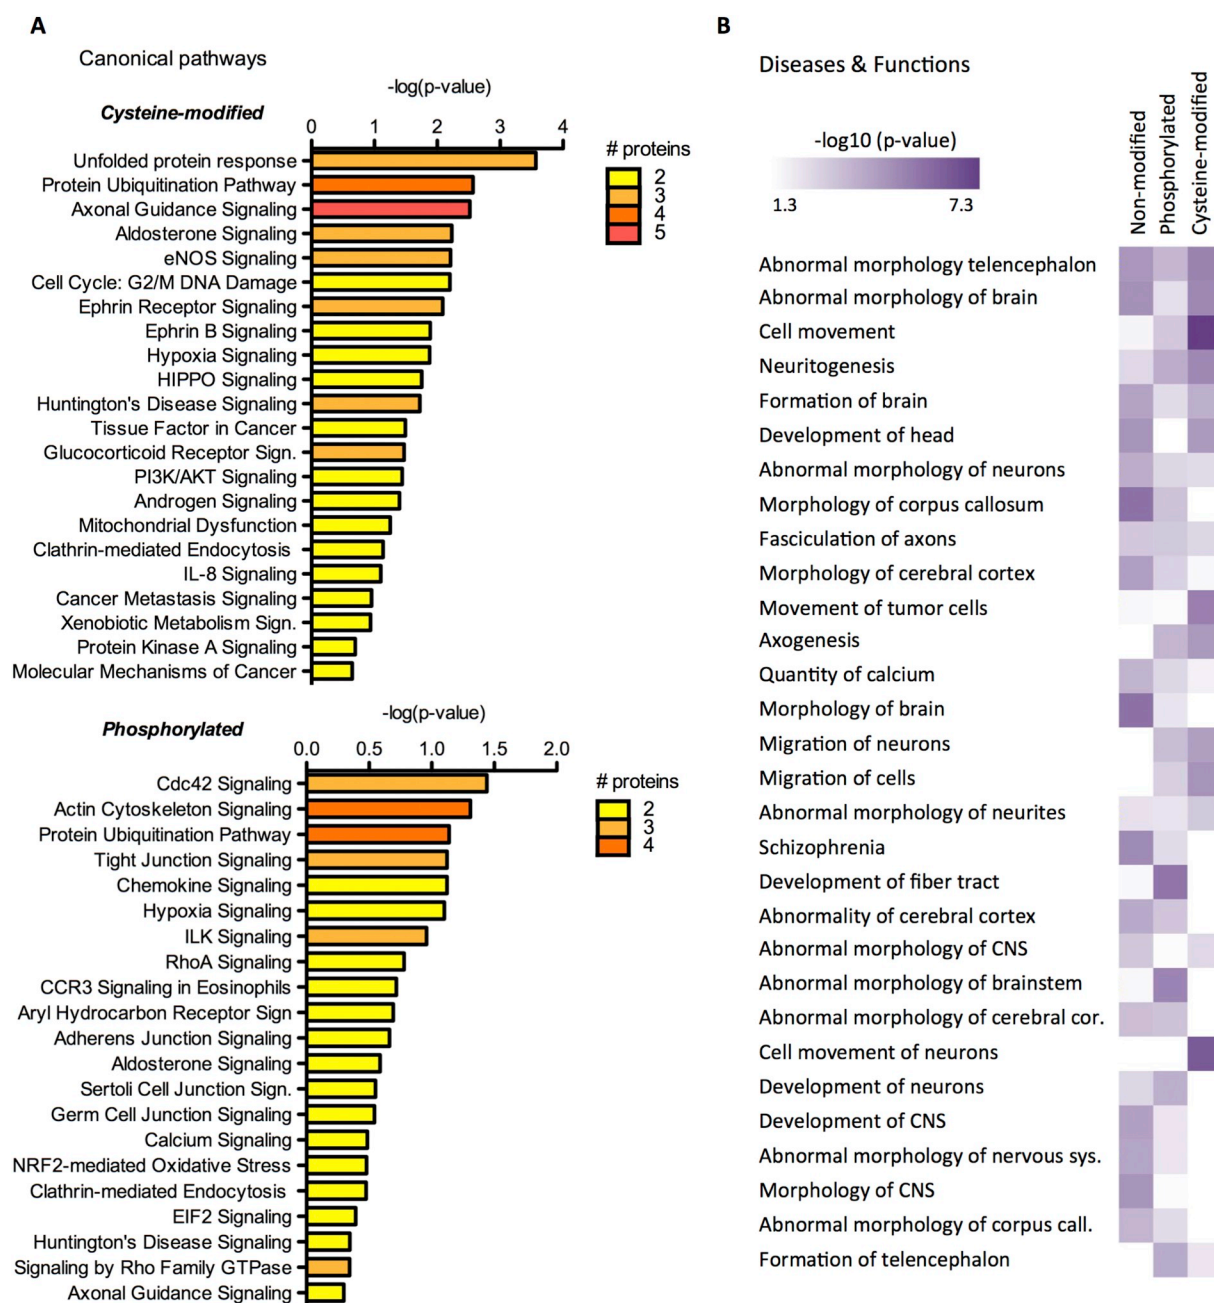 A
Canonical pathways
-log(p-value)
Cysteine-modified
0 1 2 3 4
Unfolded protein response
Protein Ubiquitination Pathway
Axonal Guidance Signaling
Aldosterone Signaling
eNOS Signaling
Cell Cycle: G2/M DNA Damage
Ephrin Receptor Signaling
Ephrin B Signaling
Hypoxia Signaling
HIPPO Signaling
Huntington's Disease Signaling
Tissue Factor in Cancer
Glucocorticoid Receptor Sign.
PI3K/AKT Signaling
Androgen Signaling
Mitochondrial Dysfunction
Clathrin-mediated Endocytosis
IL-8 Signaling
Cancer Metastasis Signaling
Xenobiotic Metabolism Sign.
Protein Kinase A Signaling
Molecular Mechanisms of Cancer
# proteins
2
3
4
5
-log(p-value)
Phosphorylated
0.0 0.5 1.0 1.5 2.0
Cdc42 Signaling
Actin Cytoskeleton Signaling
Protein Ubiquitination Pathway
Tight Junction Signaling
Chemokine Signaling
Hypoxia Signaling
ILK Signaling
RhoA Signaling
CCR3 Signaling in Eosinophils
Aryl Hydrocarbon Receptor Sign
Adherens Junction Signaling
Aldosterone Signaling
Sertoli Cell Junction Sign.
Germ Cell Junction Signaling
Calcium Signaling
NRF2-mediated Oxidative Stress
Clathrin-mediated Endocytosis
EIF2 Signaling
Huntington's Disease Signaling
Signaling by Rho Family GTPase
Axonal Guidance Signaling
# proteins
2
3
4
B
Diseases & Functions
-log10 (p-value)
1.3 7.3
Non-modified
Phosphorylated
Cysteine-modified
Abnormal morphology telencephalon
Abnormal morphology of brain
Cell movement
Neuritogenesis
Formation of brain
Development of head
Abnormal morphology of neurons
Morphology of corpus callosum
Fasciculation of axons
Morphology of cerebral cortex
Movement of tumor cells
Axogenesis
Quantity of calcium
Morphology of brain
Migration of neurons
Migration of cells
Abnormal morphology of neurites
Schizophrenia
Development of fiber tract
Abnormality of cerebral cortex
Abnormal morphology of CNS
Abnormal morphology of brainstem
Abnormal morphology of cerebral cor.
Cell movement of neurons
Development of neurons
Development of CNS
Abnormal morphology of nervous sys.
Morphology of CNS
Abnormal morphology of corpus call.
Formation of telencephalon